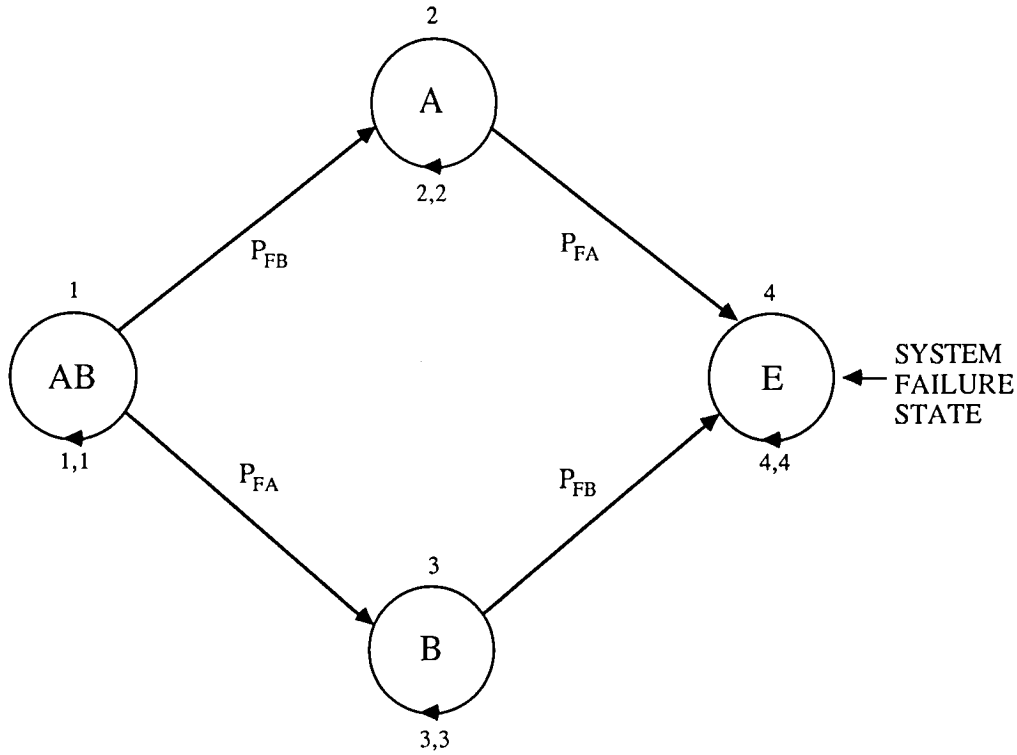 2
A
2,2
P_FB
P_FA
1
AB
1,1
4
E
4,4
SYSTEM
FAILURE
STATE
P_FA
P_FB
3
B
3,3